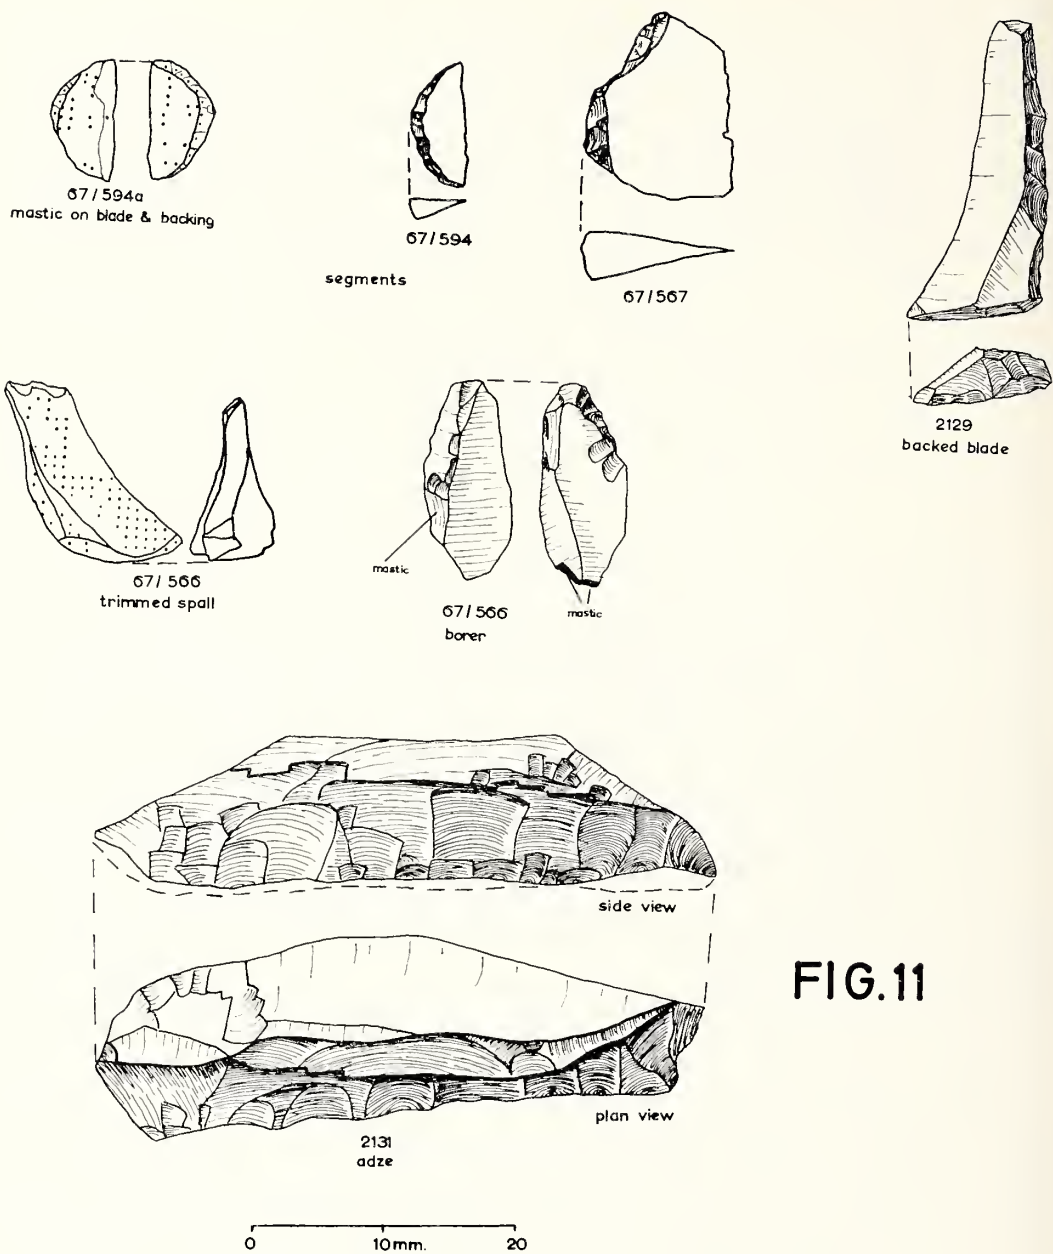 67/594a
mastic on blade & backing
67/594
segments
67/567
2129
backed blade
67/566
trimmed spall
mastic
67/566
borer
mastic
side view
FIG.11
plan view
2131
adze
0 10mm. 20